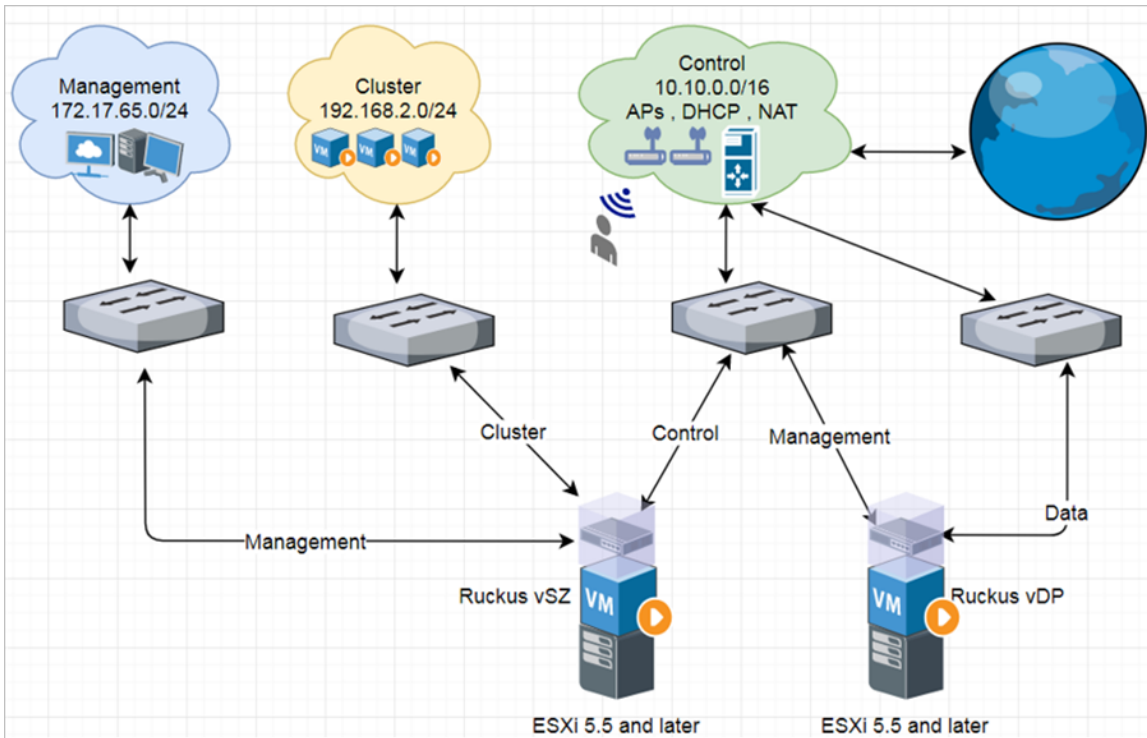 Management
172.17.65.0/24
Cluster
192.168.2.0/24
Control
10.10.0.0/16
APs , DHCP , NAT
VM
VM
VM
Cluster
Control
Management
Data
Management
Ruckus vSZ
VM
VM
Ruckus vDP
ESXi 5.5 and later
ESXi 5.5 and later